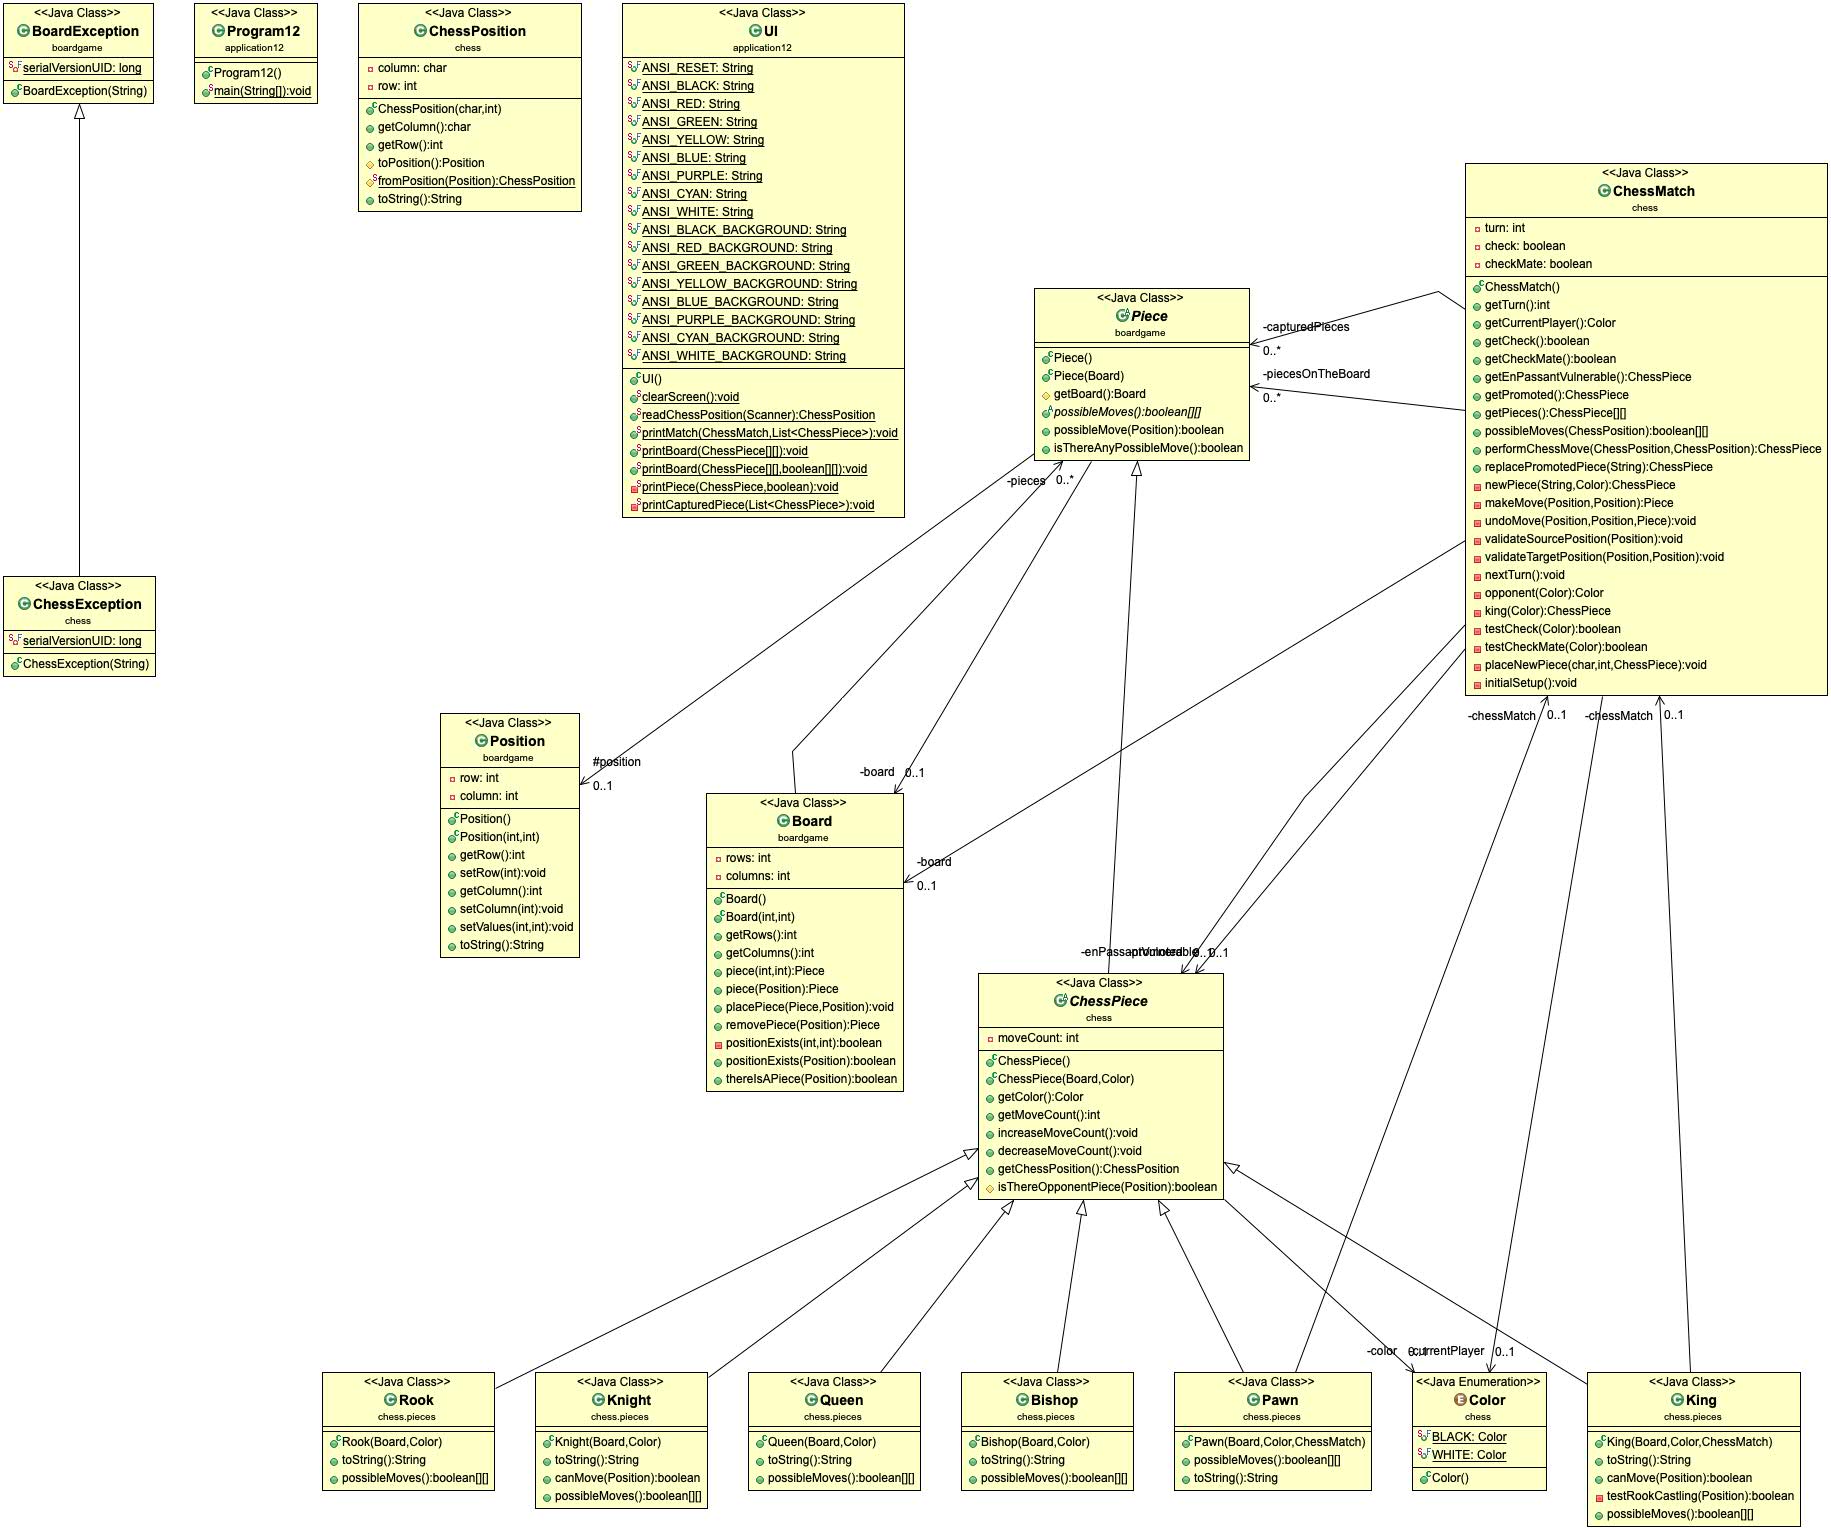 <<Java Class>>
BoardException
boardgame
serialVersionUID: long
BoardException(String)
<<Java Class>>
Program12
application12
Program12()
main(String[]):void
<<Java Class>>
ChessPosition
chess
column: char
row: int
ChessPosition(char,int)
getColumn():char
getRow():int
toPosition():Position
fromPosition(Position):ChessPosition
toString():String
<<Java Class>>
UI
application12
ANSI_RESET: String
ANSI_BLACK: String
ANSI_RED: String
ANSI_GREEN: String
ANSI_YELLOW: String
ANSI_BLUE: String
ANSI_PURPLE: String
ANSI_CYAN: String
ANSI_WHITE: String
ANSI_BLACK_BACKGROUND: String
ANSI_RED_BACKGROUND: String
ANSI_GREEN_BACKGROUND: String
ANSI_YELLOW_BACKGROUND: String
ANSI_BLUE_BACKGROUND: String
ANSI_PURPLE_BACKGROUND: String
ANSI_CYAN_BACKGROUND: String
ANSI_WHITE_BACKGROUND: String
UI()
clearScreen():void
readChessPosition(Scanner):ChessPosition
printMatch(ChessMatch,List<ChessPiece>):void
printBoard(ChessPiece[][]):void
printBoard(ChessPiece[][],boolean[][]):void
printPiece(ChessPiece,boolean):void
printCapturedPiece(List<ChessPiece>):void
<<Java Class>>
ChessMatch
chess
turn: int
check: boolean
checkMate: boolean
ChessMatch()
getTurn():int
getCurrentPlayer():Color
getCheck():boolean
getCheckMate():boolean
getEnPassantVulnerable():ChessPiece
getPromoted():ChessPiece
getPieces():ChessPiece[][]
possibleMoves(ChessPosition):boolean[][]
performChessMove(ChessPosition,ChessPosition):ChessPiece
replacePromotedPiece(String):ChessPiece
newPiece(String,Color):ChessPiece
makeMove(Position,Position):Piece
undoMove(Position,Position,Piece):void
validateSourcePosition(Position):void
validateTargetPosition(Position,Position):void
nextTurn():void
opponent(Color):Color
king(Color):ChessPiece
testCheck(Color):boolean
testCheckMate(Color):boolean
placeNewPiece(char,int,ChessPiece):void
initialSetup():void
<<Java Class>>
Piece
boardgame
Piece()
Piece(Board)
getBoard():Board
possibleMoves():boolean[][]
possibleMove(Position):boolean
isThereAnyPossibleMove():boolean
-capturedPieces
0..*
-piecesOnTheBoard
0..*
-pieces
0..*
<<Java Class>>
ChessException
chess
serialVersionUID: long
ChessException(String)
<<Java Class>>
Position
boardgame
row: int
column: int
Position()
Position(int,int)
getRow():int
setRow(int):void
getColumn():int
setColumn(int):void
setValues(int,int):void
toString():String
#position
0..1
-board
0..1
<<Java Class>>
Board
boardgame
rows: int
columns: int
Board()
Board(int,int)
getRows():int
getColumns():int
piece(int,int):Piece
piece(Position):Piece
placePiece(Piece,Position):void
removePiece(Position):Piece
positionExists(int,int):boolean
positionExists(Position):boolean
thereIsAPiece(Position):boolean
-board
0..1
-chessMatch
0..1
-chessMatch
0..1
-enPassantVulnerable
-promoted
0..1
0..1
<<Java Class>>
ChessPiece
chess
moveCount: int
ChessPiece()
ChessPiece(Board,Color)
getColor():Color
getMoveCount():int
increaseMoveCount():void
decreaseMoveCount():void
getChessPosition():ChessPosition
isThereOpponentPiece(Position):boolean
-color
0..1
-currentPlayer
0..1
<<Java Class>>
Rook
chess.pieces
Rook(Board,Color)
toString():String
possibleMoves():boolean[][]
<<Java Class>>
Knight
chess.pieces
Knight(Board,Color)
toString():String
canMove(Position):boolean
possibleMoves():boolean[][]
<<Java Class>>
Queen
chess.pieces
Queen(Board,Color)
toString():String
possibleMoves():boolean[][]
<<Java Class>>
Bishop
chess.pieces
Bishop(Board,Color)
toString():String
possibleMoves():boolean[][]
<<Java Class>>
Pawn
chess.pieces
Pawn(Board,Color,ChessMatch)
possibleMoves():boolean[][]
toString():String
<<Java Enumeration>>
Color
chess
BLACK: Color
WHITE: Color
Color()
<<Java Class>>
King
chess.pieces
King(Board,Color,ChessMatch)
toString():String
canMove(Position):boolean
testRookCastling(Position):boolean
possibleMoves():boolean[][]